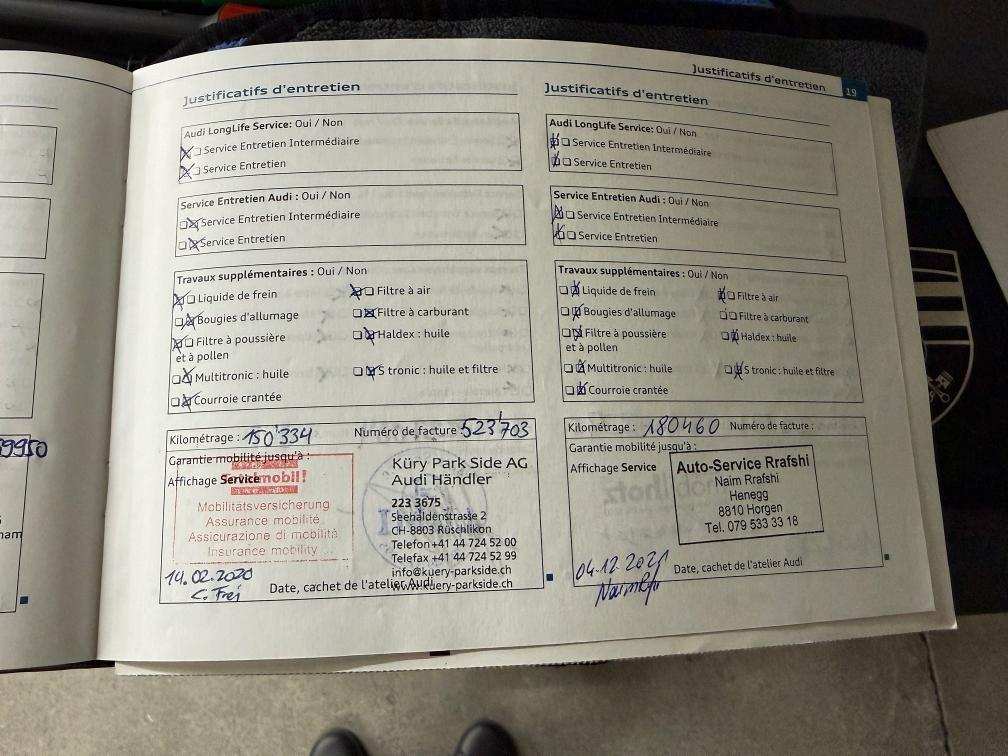 Justificatifs d'entretien
19
Justificatifs d'entretien
Audi LongLife Service: Oui / Non
Service Entretien Intermédiaire
Service Entretien
Service Entretien Audi : Oui / Non
Service Entretien Intermédiaire
Service Entretien
Travaux supplémentaires : Oui / Non
Liquide de frein
Filtre à air
Bougies d'allumage
Filtre à carburant
Filtre à poussière
et à pollen
Haldex : huile
Multitronic : huile
S tronic : huile et filtre
Courroie crantée
Kilométrage : 150'334
Numéro de facture : 523'703
Garantie mobilité jusqu'à :
Affichage Service
mobil!
Mobilitätsversicherung
Assurance mobilité
Assicurazione di mobilità
Insurance mobility ...
Küry Park Side AG
Audi Händler
223 3675
Seehaldenstrasse 2
CH-8803 Rüschlikon
Telefon +41 44 724 52 00
Telefax +41 44 724 52 99
info@kuery-parkside.ch
www.kuery-parkside.ch
14.02.2020
C. Frei
Date, cachet de l'atelier Audi
Justificatifs d'entretien
Audi LongLife Service: Oui / Non
Service Entretien Intermédiaire
Service Entretien
Service Entretien Audi : Oui / Non
Service Entretien Intermédiaire
Service Entretien
Travaux supplémentaires : Oui / Non
Liquide de frein
Filtre à air
Bougies d'allumage
Filtre à carburant
Filtre à poussière
et à pollen
Haldex : huile
Multitronic : huile
S tronic : huile et filtre
Courroie crantée
Kilométrage : 180460
Numéro de facture :
Garantie mobilité jusqu'à :
Affichage Service
Auto-Service Rrafshi
Naim Rrafshi
Henegg
8810 Horgen
Tel. 079 533 33 18
04.12.2021
Date, cachet de l'atelier Audi